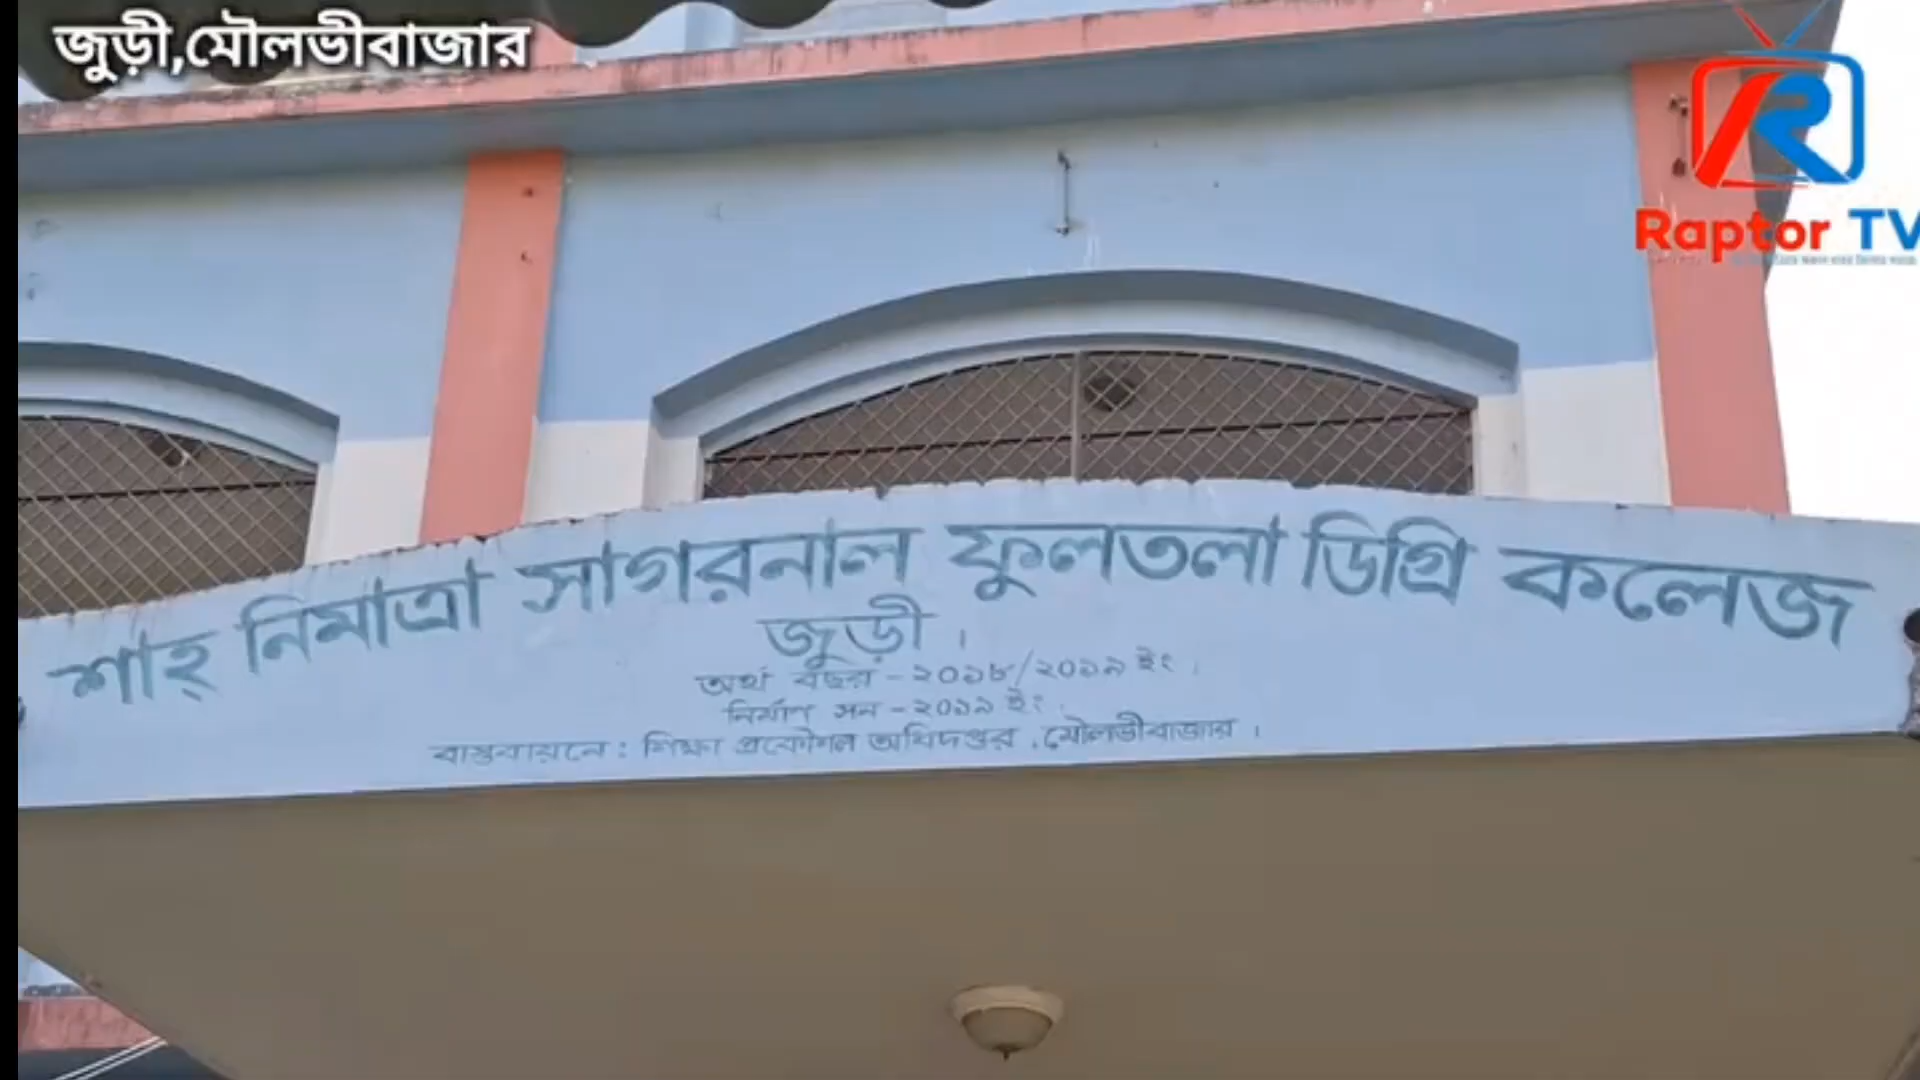 জুড়ী,মৌলভীবাজার
Raptor TV
শাহ্ নিমাত্রা সাগরনাল ফুলতলা ডিগ্রি কলেজ
জুড়ী।
অর্থ বছর - ২০১৮/২০১৯ ইং।
নির্মাণ সন - ২০১৯ ইং।
বাস্তবায়নে : শিক্ষা প্রকৌশল অধিদপ্তর , মৌলভীবাজার ।